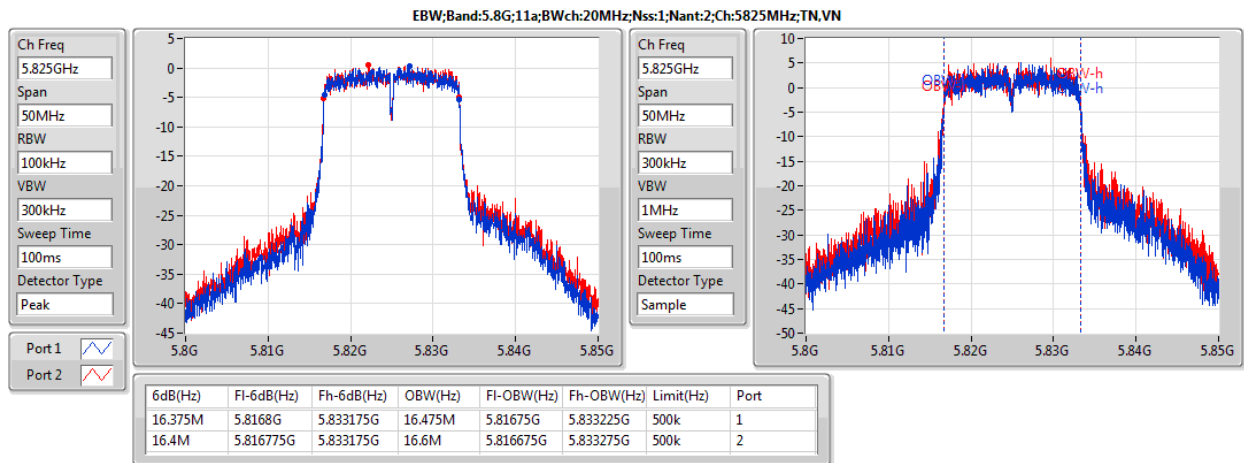 EBW;Band:5.8G;11a;BWch:20MHz;Nss:1;Nant:2;Ch:5825MHz;TN,VN
Ch Freq
5.825GHz
Span
50MHz
RBW
100kHz
VBW
300kHz
Sweep Time
100ms
Detector Type
Peak
Port 1
Port 2
5
0
-5
-10
-15
-20
-25
-30
-35
-40
-45
5.8G 5.81G 5.82G 5.83G 5.84G 5.85G
Ch Freq
5.825GHz
Span
50MHz
RBW
300kHz
VBW
1MHz
Sweep Time
100ms
Detector Type
Sample
10
5
0
-5
-10
-15
-20
-25
-30
-35
-40
-45
-50
5.8G 5.81G 5.82G 5.83G 5.84G 5.85G
6dB(Hz) Fl-6dB(Hz) Fh-6dB(Hz) OBW(Hz) Fl-OBW(Hz) Fh-OBW(Hz) Limit(Hz) Port
16.375M 5.8168G 5.833175G 16.475M 5.81675G 5.833225G 500k 1
16.4M 5.816775G 5.833175G 16.6M 5.816675G 5.833275G 500k 2